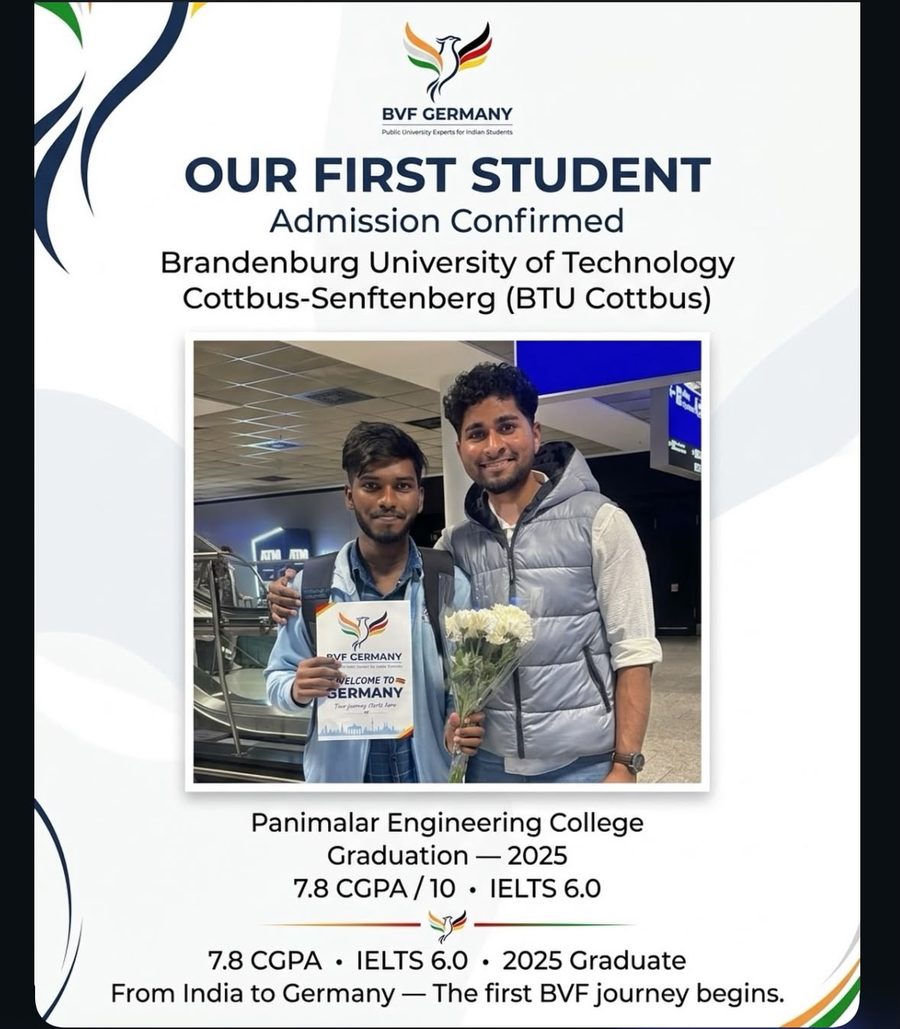 BVF GERMANY
Public University Experts for Indian Students
OUR FIRST STUDENT
Admission Confirmed
Brandenburg University of Technology
Cottbus-Senftenberg (BTU Cottbus)
ATM ATM
BVF GERMANY
WELCOME TO
GERMANY
Your journey starts here
Panimalar Engineering College
Graduation — 2025
7.8 CGPA / 10 • IELTS 6.0
7.8 CGPA • IELTS 6.0 • 2025 Graduate
From India to Germany — The first BVF journey begins.